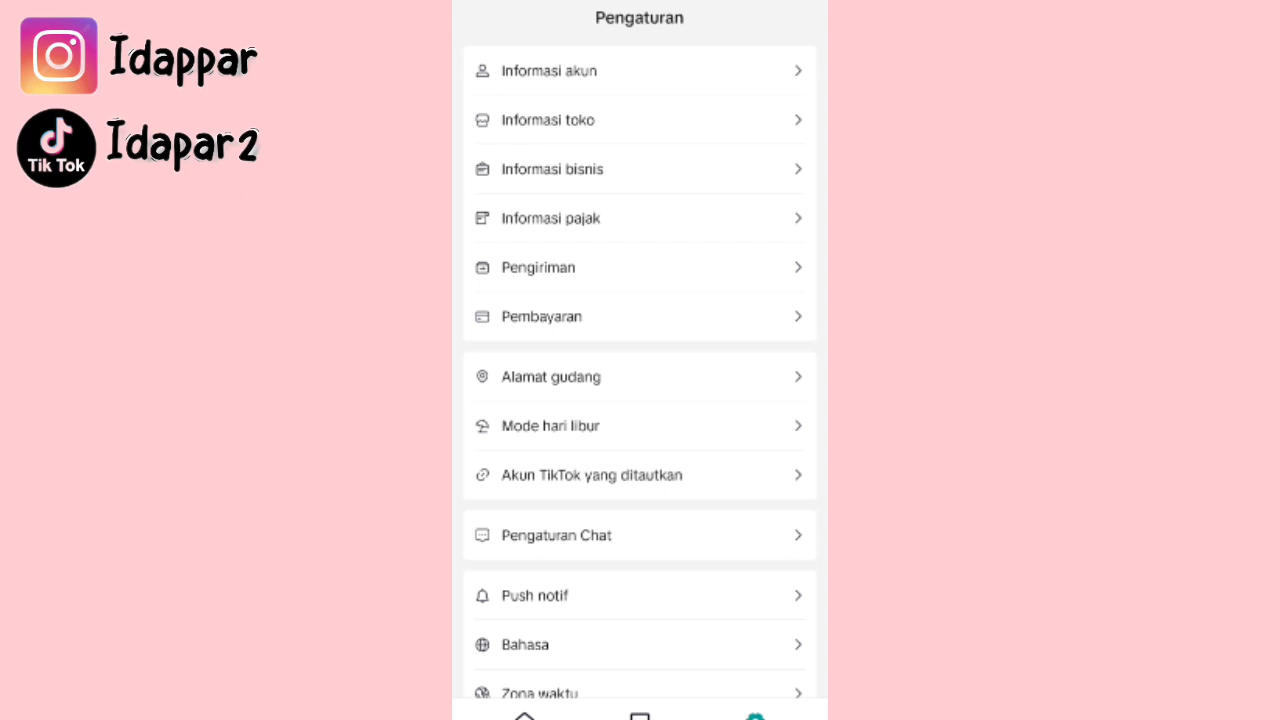 Idappar
Tik Tok
Idapar2
Pengaturan
Informasi akun
Informasi toko
Informasi bisnis
Informasi pajak
Pengiriman
Pembayaran
Alamat gudang
Mode hari libur
Akun TikTok yang ditautkan
Pengaturan Chat
Push notif
Bahasa
Zona waktu